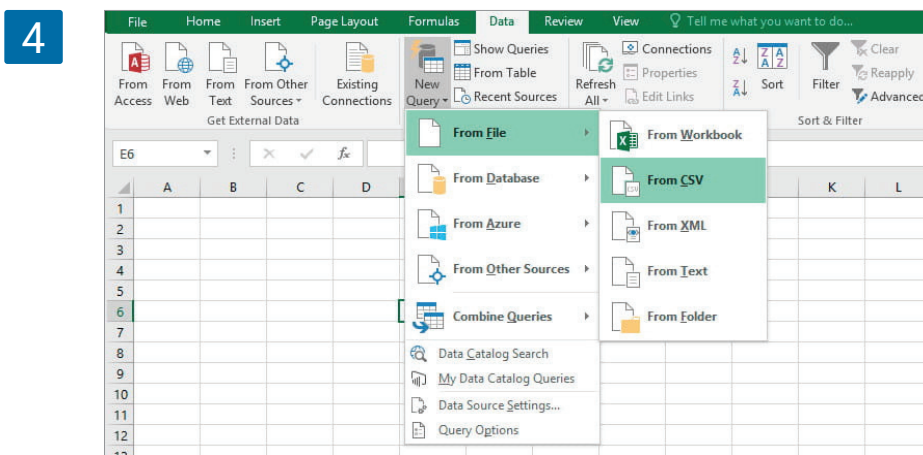 4
File Home Insert Page Layout Formulas Data Review View Tell me what you want to do...
From Access
From Web
From Text
From Other Sources
Existing Connections
Get External Data
New Query
Show Queries
From Table
Recent Sources
Refresh All
Connections
Properties
Edit Links
A Z
Z A
Z A A Z
Sort
Filter
Clear
Reapply
Advanced
Sort & Filter
E6
fx
A B C D K L
1
2
3
4
5
6
7
8
9
10
11
12
From File
From Database
From Azure
From Other Sources
Combine Queries
Data Catalog Search
My Data Catalog Queries
Data Source Settings...
Query Options
From Workbook
CSV
From CSV
From XML
From Text
From Folder